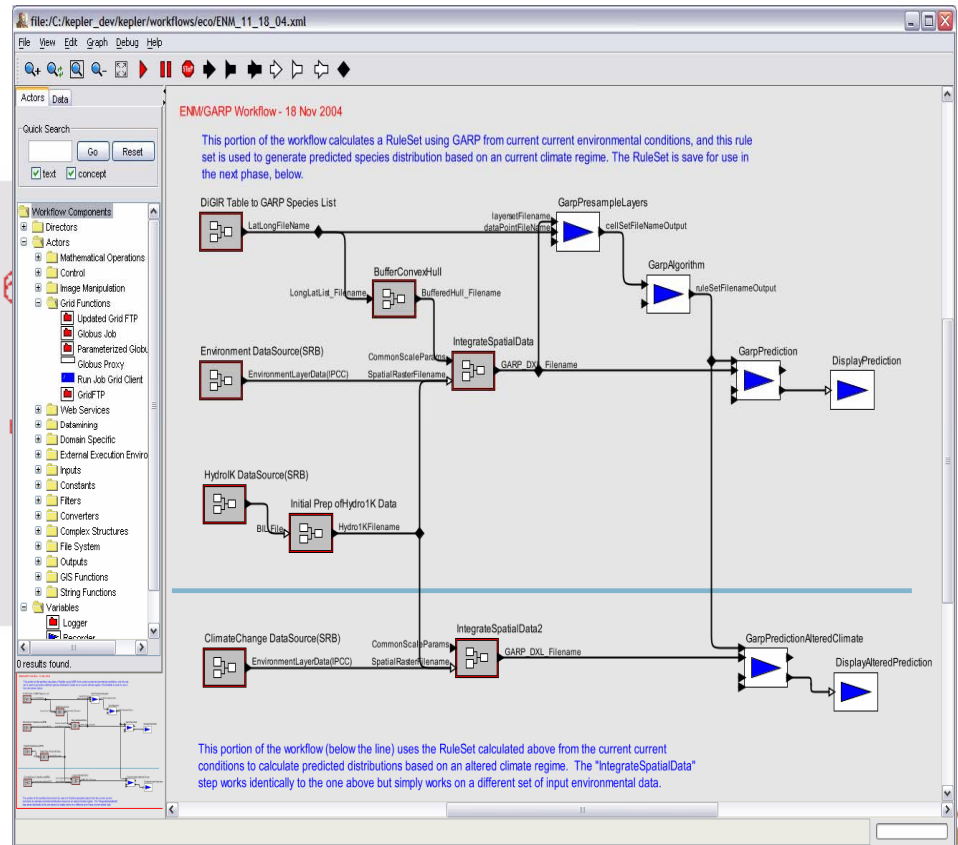 file:/C:/kepler_dev/kepler/workflows/eco/ENM_11_18_04.xml
File View Edit Graph Debug Help
STOP
Actors Data
Quick Search
Go Reset
text concept
Workflow Components
Directors
Actors
Mathematical Operations
Control
Image Manipulation
Grid Functions
Updated Grid FTP
Globus Job
Parameterized Globu
Globus Proxy
Run Job Grid Client
GridFTP
Web Services
Datamining
Domain Specific
External Execution Enviro
Inputs
Constants
Filters
Converters
Complex Structures
File System
Outputs
GIS Functions
String Functions
Variables
Logger
Recorder
0 results found.
ENM/GARP Workflow - 18 Nov 2004
This portion of the workflow calculates a RuleSet using GARP from current current environmental conditions, and this rule
set is used to generate predicted species distribution based on an current climate regime. The RuleSet is save for use in
the next phase, below.
DiGIR Table to GARP Species List
LatLongFileName
GarpPresampleLayers
layersetFilename
dataPointFileName
cellSetFileNameOutput
BufferConvexHull
LongLatList_Filename
BufferedHull_Filename
GarpAlgorithm
ruleSetFilenameOutput
Environment DataSource(SRB)
EnvironmentLayerData(IPCC)
IntegrateSpatialData
CommonScaleParams
SpatialRasterFilename
GARP_DXL_Filename
GarpPrediction
DisplayPrediction
HydrolK DataSource(SRB)
BIL_File
Initial Prep ofHydro1K Data
Hydro1KFilename
ClimateChange DataSource(SRB)
EnvironmentLayerData(IPCC)
IntegrateSpatialData2
CommonScaleParams
SpatialRasterFilename
GARP_DXL_Filename
GarpPredictionAlteredClimate
DisplayAlteredPrediction
This portion of the workflow (below the line) uses the RuleSet calculated above from the current current
conditions to calculate predicted distributions based on an altered climate regime. The "IntegrateSpatialData"
step works identically to the one above but simply works on a different set of input environmental data.